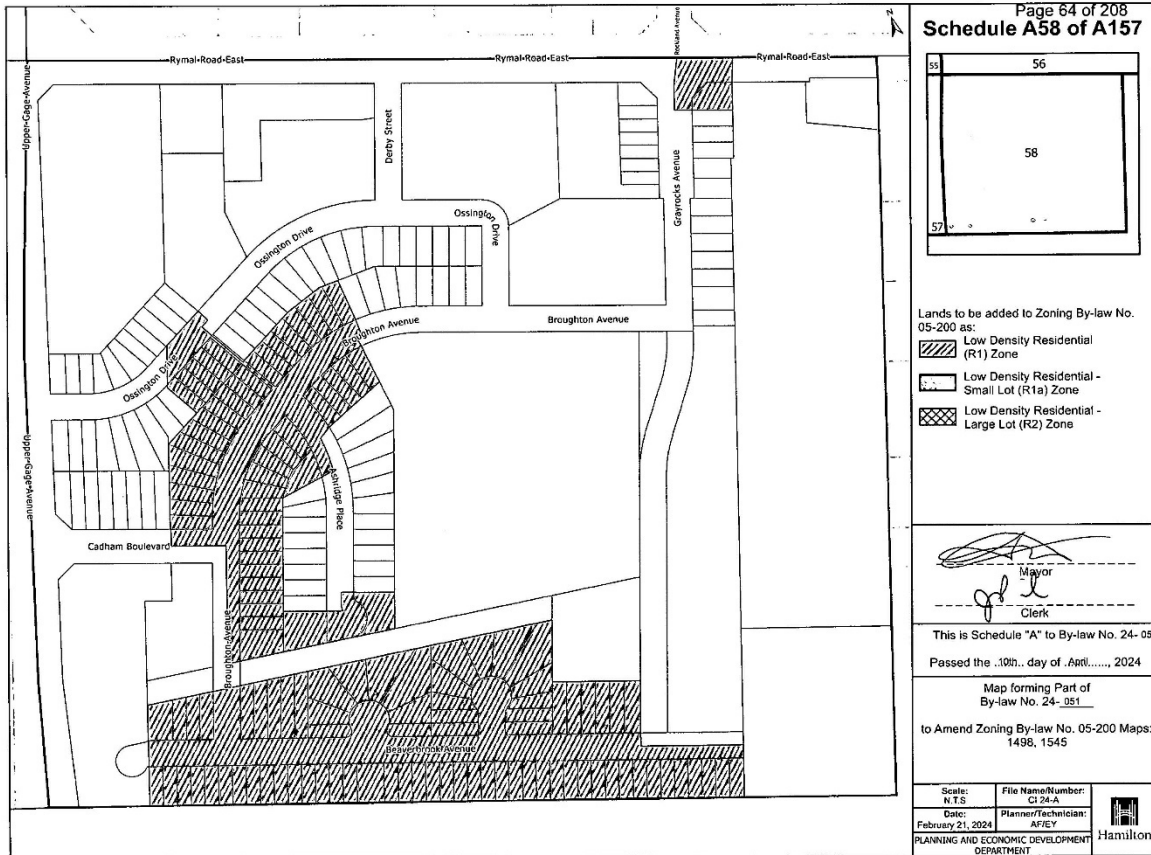 Page 64 of 208
Schedule A58 of A157
Rockland Avenue
Rymal Road East
Rymal Road East
Rymal Road East
Upper Gage Avenue
Derby Street
Grayrocks Avenue
Ossington Drive
Ossington Drive
Broughton Avenue
Broughton Avenue
Ossington Drive
Upper Gage Avenue
Ashridge Place
Cadham Boulevard
Broughton Avenue
Beaverbrook Avenue
55
56
58
57
Lands to be added to Zoning By-law No.
05-200 as:
Low Density Residential
(R1) Zone
Low Density Residential -
Small Lot (R1a) Zone
Low Density Residential -
Large Lot (R2) Zone
Mayor
Clerk
This is Schedule "A" to By-law No. 24- 05
Passed the ..10th.. day of .April......, 2024
Map forming Part of
By-law No. 24- 051
to Amend Zoning By-law No. 05-200 Maps:
1498, 1545
Scale:
N.T.S
File Name/Number:
CI 24-A
Date:
February 21, 2024
Planner/Technician:
AF/EY
PLANNING AND ECONOMIC DEVELOPMENT
DEPARTMENT
Hamilton